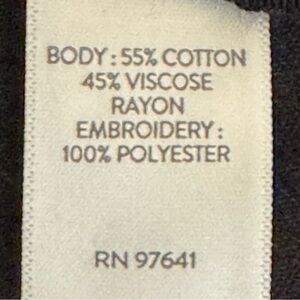 BODY : 55% COTTON
45% VISCOSE
RAYON
EMBROIDERY :
100% POLYESTER
RN 97641